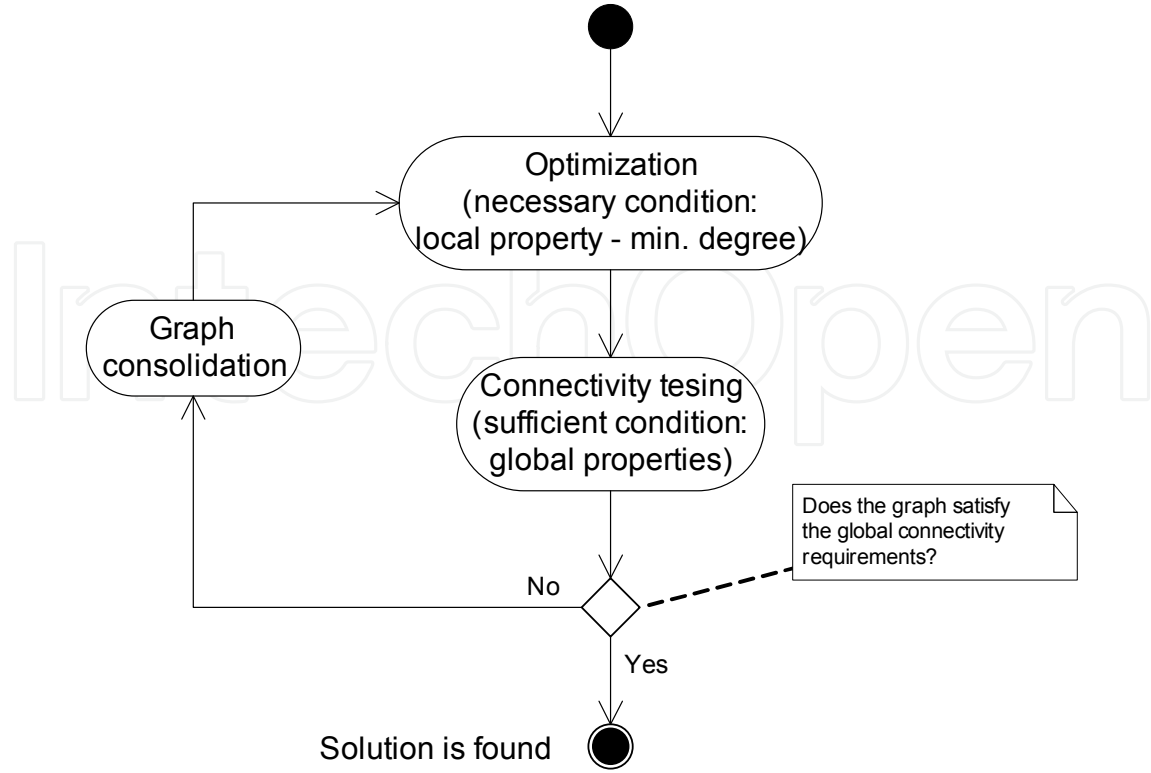 Optimization
(necessary condition:
local property - min. degree)
IntechOpen
Graph
consolidation
Connectivity tesing
(sufficient condition:
global properties)
Does the graph satisfy
the global connectivity
requirements?
No
Yes
Solution is found